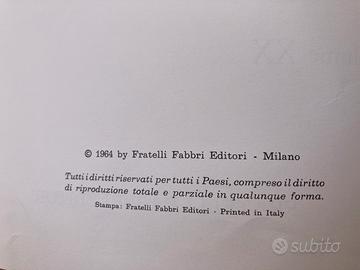 © 1964 by Fratelli Fabbri Editori - Milano
Tutti i diritti riservati per tutti i Paesi, compreso il diritto
di riproduzione totale e parziale in qualunque forma.
Stampa: Fratelli Fabbri Editori - Printed in Italy
subito